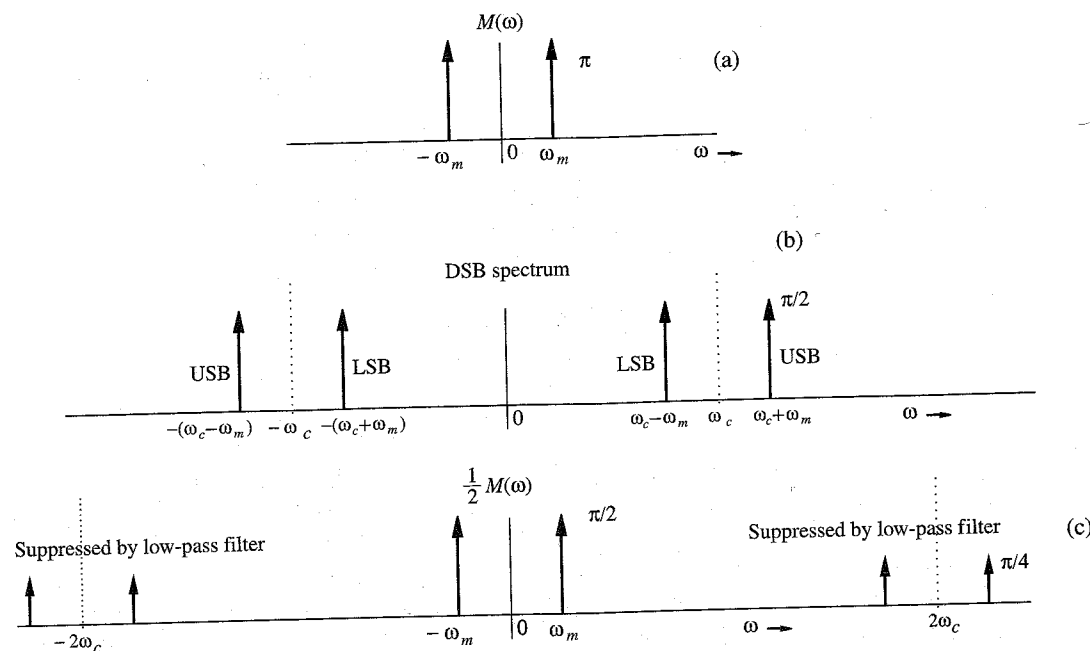 M(ω)
π
(a)
− ω_m
0
ω_m
ω →
(b)
DSB spectrum
π/2
USB
LSB
LSB
USB
−(ω_c−ω_m)
− ω_c
−(ω_c+ω_m)
0
ω_c−ω_m
ω_c
ω_c+ω_m
ω →
1/2 M(ω)
π/2
Suppressed by low-pass filter
Suppressed by low-pass filter
(c)
π/4
− 2ω_c
− ω_m
0
ω_m
ω →
2ω_c